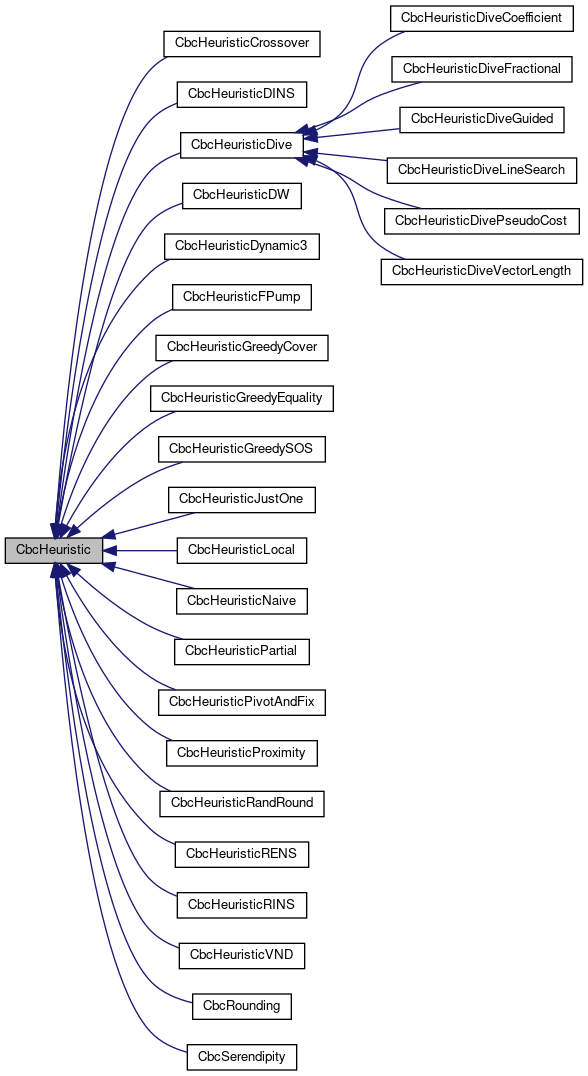 CbcHeuristicDiveCoefficient
CbcHeuristicCrossover
CbcHeuristicDiveFractional
CbcHeuristicDINS
CbcHeuristicDiveGuided
CbcHeuristicDive
CbcHeuristicDiveLineSearch
CbcHeuristicDW
CbcHeuristicDivePseudoCost
CbcHeuristicDynamic3
CbcHeuristicDiveVectorLength
CbcHeuristicFPump
CbcHeuristicGreedyCover
CbcHeuristicGreedyEquality
CbcHeuristicGreedySOS
CbcHeuristicJustOne
CbcHeuristic
CbcHeuristicLocal
CbcHeuristicNaive
CbcHeuristicPartial
CbcHeuristicPivotAndFix
CbcHeuristicProximity
CbcHeuristicRandRound
CbcHeuristicRENS
CbcHeuristicRINS
CbcHeuristicVND
CbcRounding
CbcSerendipity